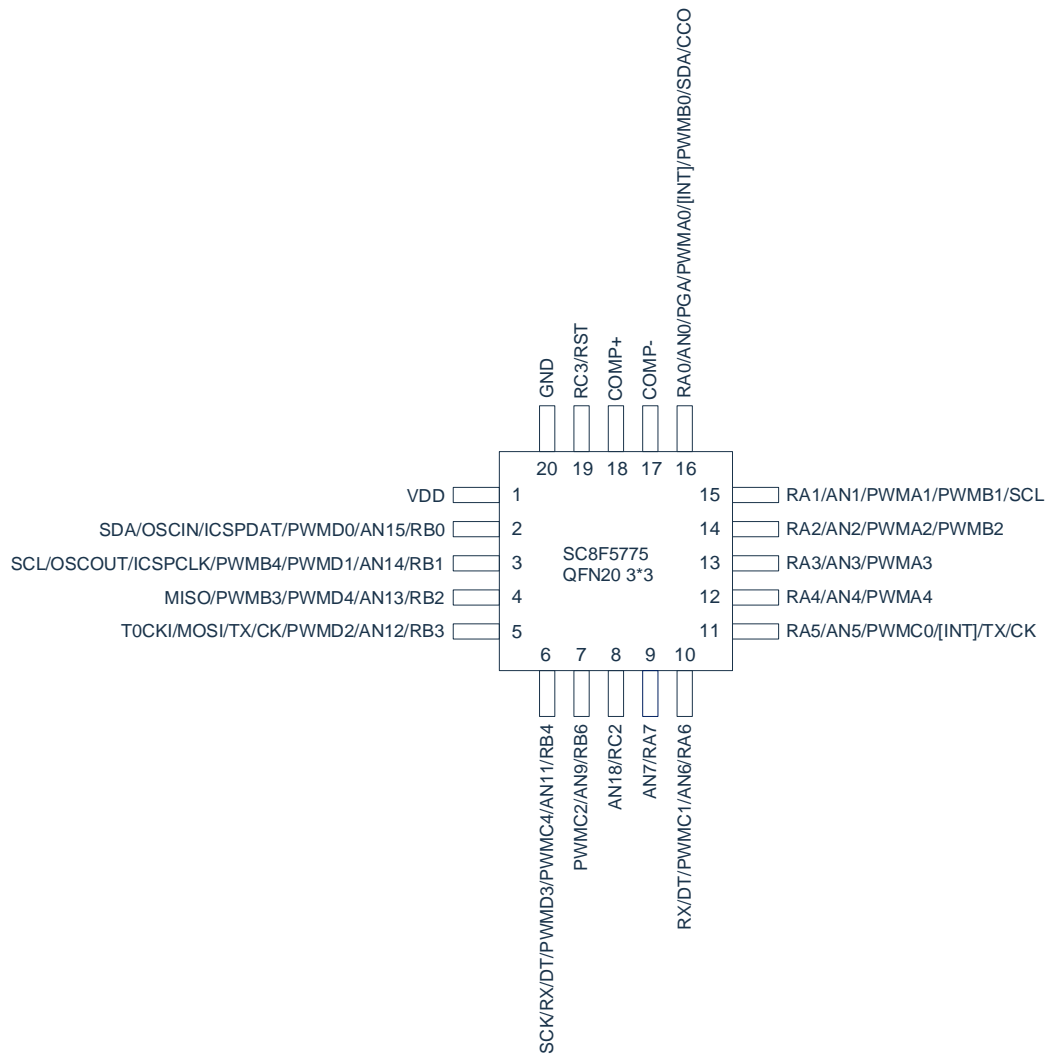 RA0/AN0/PGA/PWMA0/[INT]/PWMB0/SDA/CCO
GND
RC3/RST
COMP+
COMP-
20 19 18 17 16
VDD 1
15 RA1/AN1/PWMA1/PWMB1/SCL
SDA/OSCIN/ICSPDAT/PWMD0/AN15/RB0 2
14 RA2/AN2/PWMA2/PWMB2
SCL/OSCOUT/ICSPCLK/PWMB4/PWMD1/AN14/RB1 3
SC8F5775
QFN20 3*3
13 RA3/AN3/PWMA3
MISO/PWMB3/PWMD4/AN13/RB2 4
12 RA4/AN4/PWMA4
T0CKI/MOSI/TX/CK/PWMD2/AN12/RB3 5
11 RA5/AN5/PWMC0/[INT]/TX/CK
6 7 8 9 10
SCK/RX/DT/PWMD3/PWMC4/AN11/RB4
PWMC2/AN9/RB6
AN18/RC2
AN7/RA7
RX/DT/PWMC1/AN6/RA6